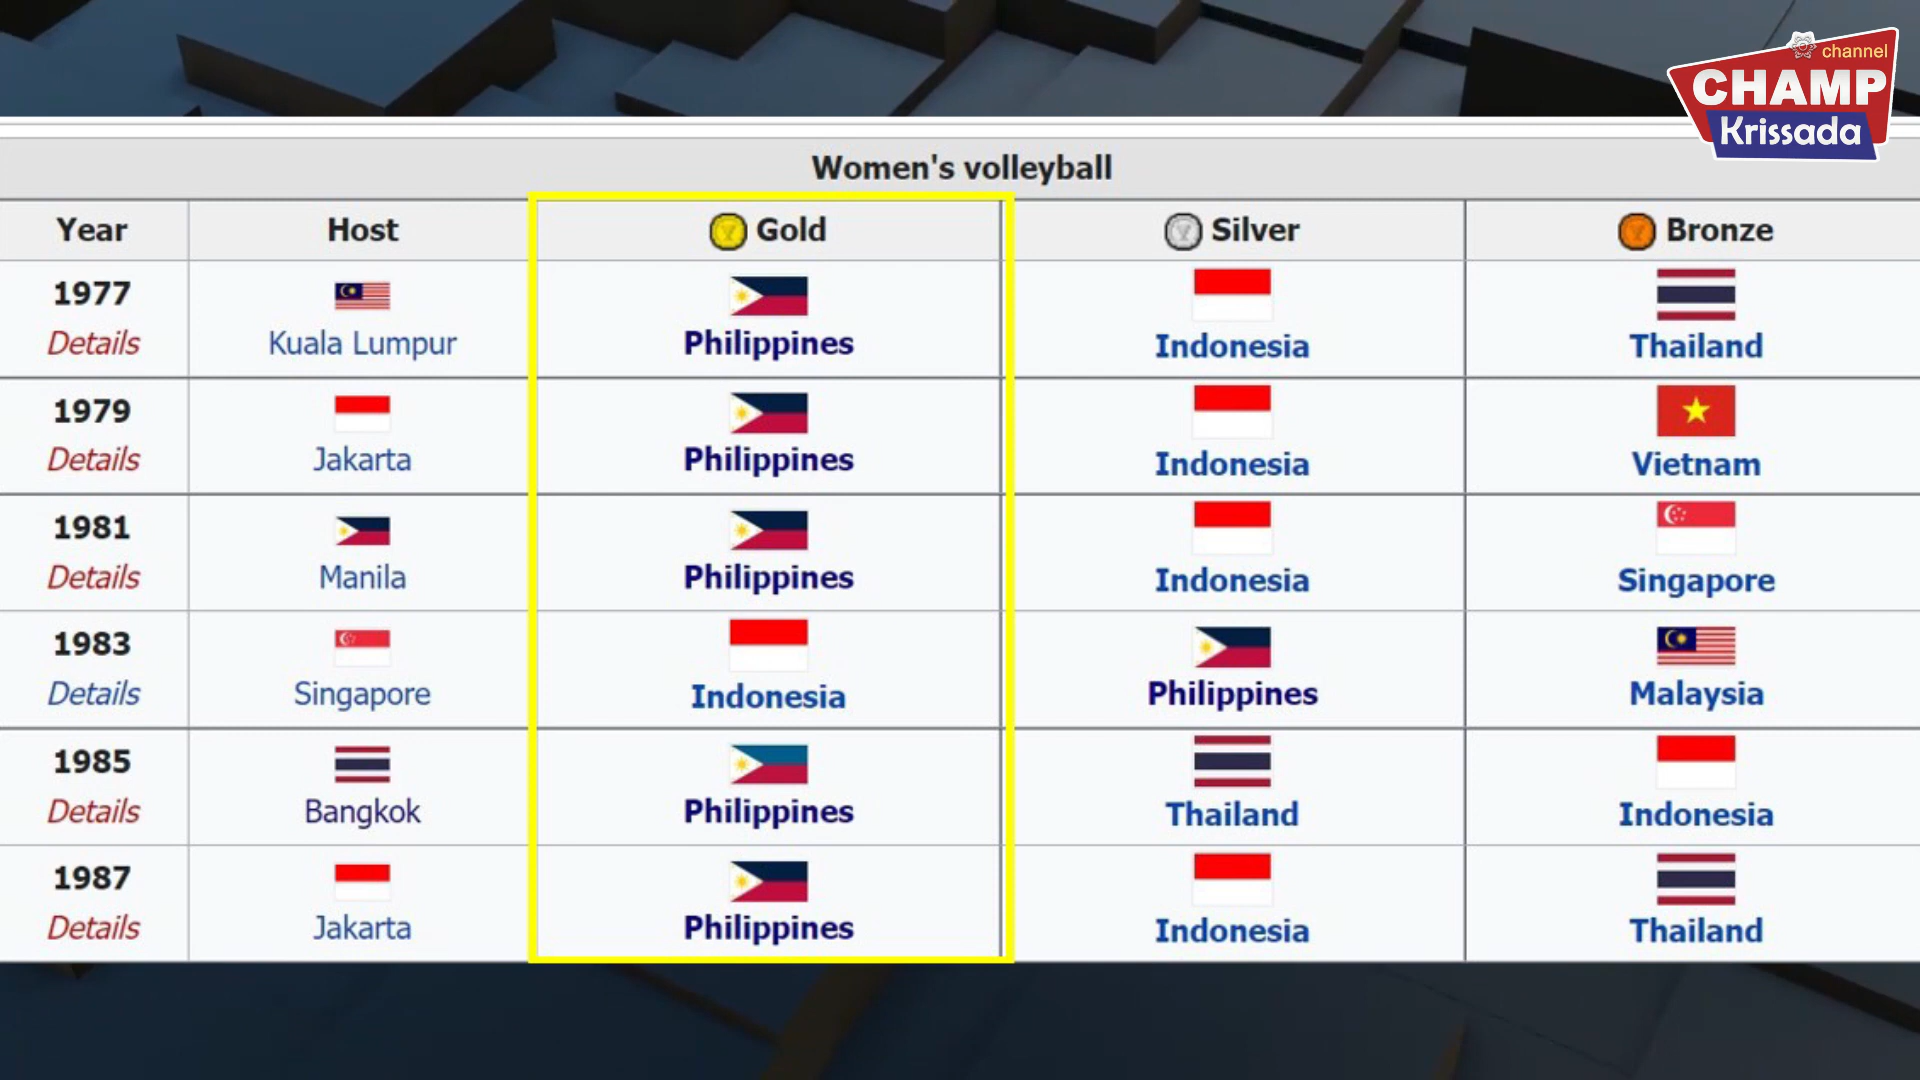 channel
CHAMP
Krissada
Women's volleyball
Year Host Gold Silver Bronze
1977
Details Kuala Lumpur Philippines Indonesia Thailand
1979
Details Jakarta Philippines Indonesia Vietnam
1981
Details Manila Philippines Indonesia Singapore
1983
Details Singapore Indonesia Philippines Malaysia
1985
Details Bangkok Philippines Thailand Indonesia
1987
Details Jakarta Philippines Indonesia Thailand